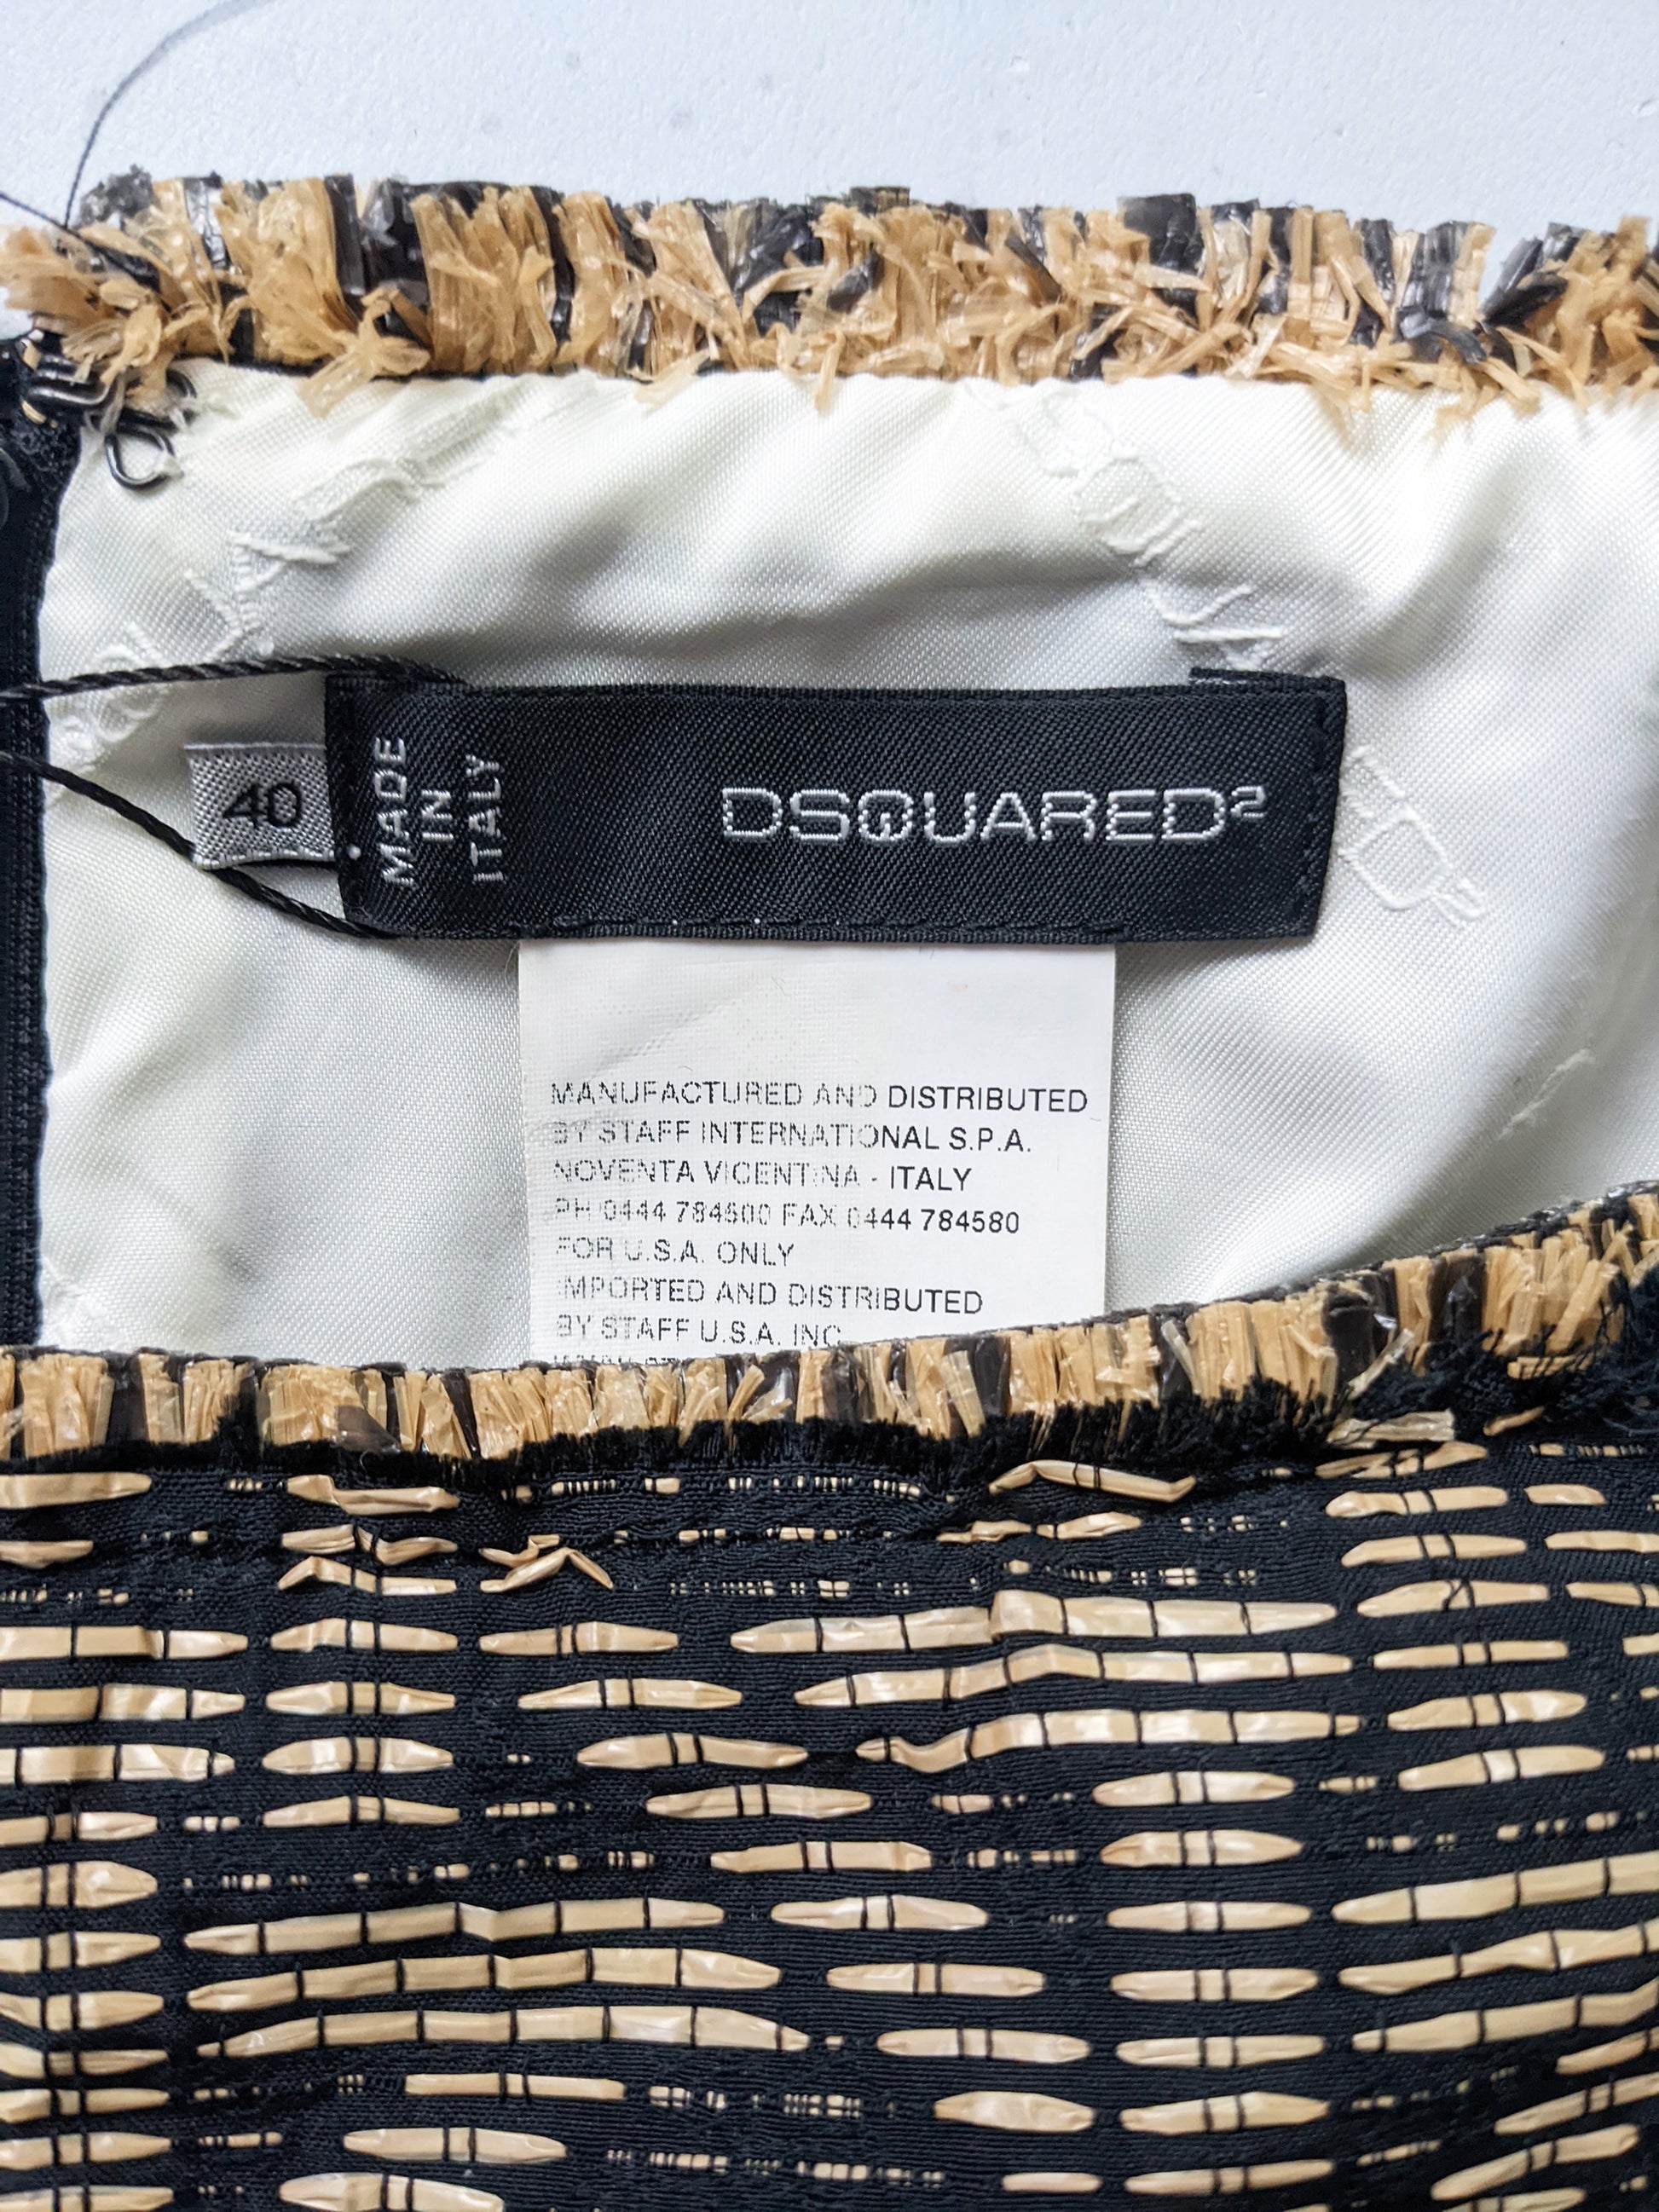 40
MADE
IN
ITALY
DSQUARED²
MANUFACTURED AND DISTRIBUTED
BY STAFF INTERNATIONAL S.P.A.
NOVENTA VICENTINA - ITALY
PH 0444 784500 FAX 0444 784580
FOR U.S.A. ONLY
IMPORTED AND DISTRIBUTED
BY STAFF U.S.A. INC